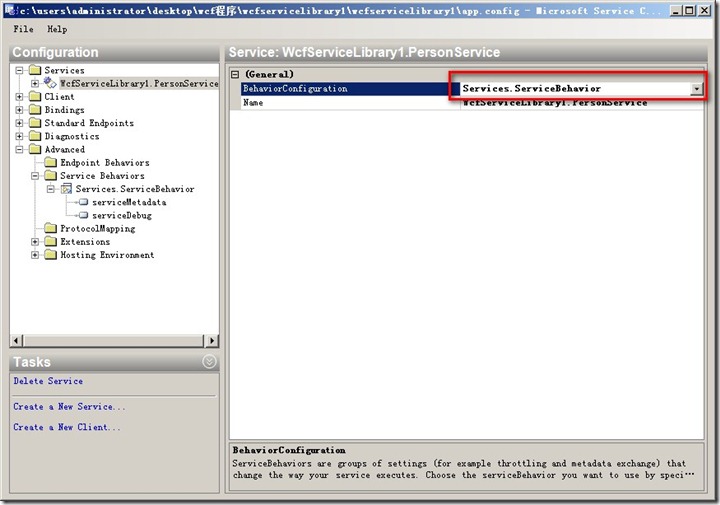 c:\users\administrator\desktop\wcf程序\wcfservicelibrary1\wcfservicelibrary1\app.config - Microsoft Service C...
File Help
Configuration
Services
WcfServiceLibrary1.PersonService
Client
Bindings
Standard Endpoints
Diagnostics
Advanced
Endpoint Behaviors
Service Behaviors
Services.ServiceBehavior
serviceMetadata
serviceDebug
ProtocolMapping
Extensions
Hosting Environment
Tasks
Delete Service
Create a New Service...
Create a New Client...
Service: WcfServiceLibrary1.PersonService
(General)
BehaviorConfiguration Services.ServiceBehavior
Name WcfServiceLibrary1.PersonService
BehaviorConfiguration
ServiceBehaviors are groups of settings (for example throttling and metadata exchange) that
change the way your service executes. Choose the serviceBehavior you want to use by speci...